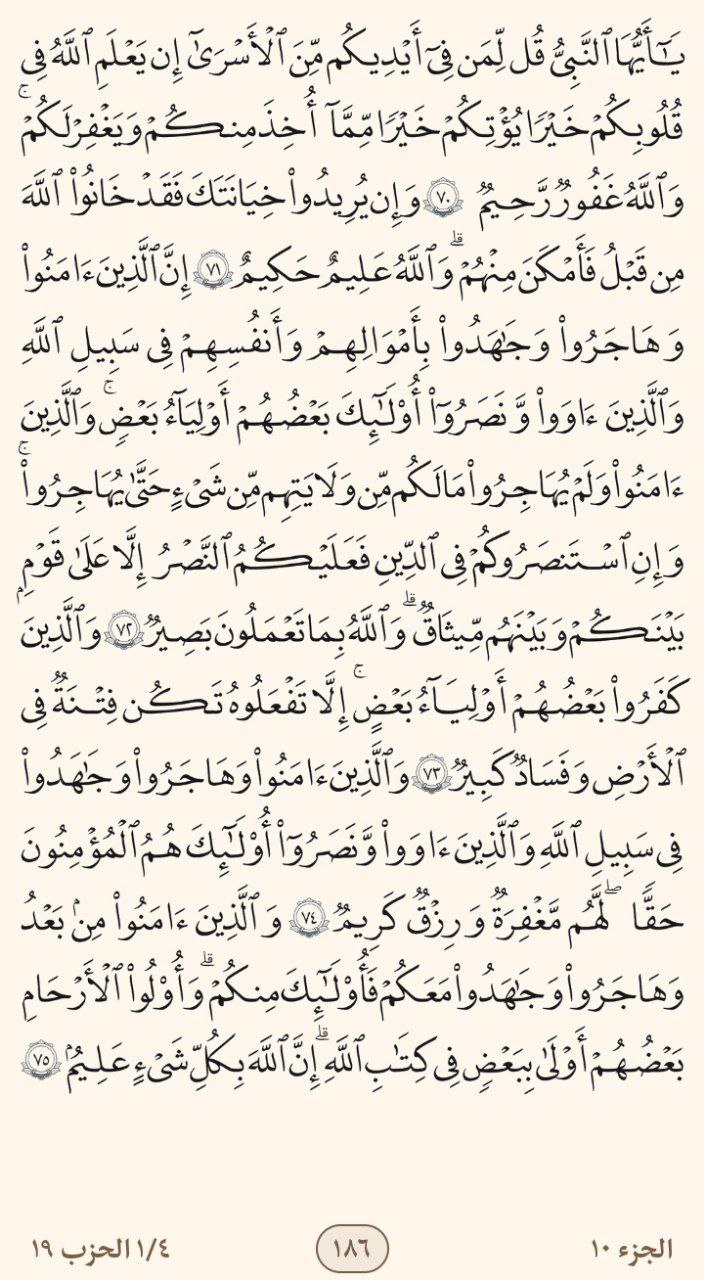 يَـٰٓأَيُّهَا ٱلنَّبِىُّ قُل لِّمَن فِىٓ أَيْدِيكُم مِّنَ ٱلْأَسْرَىٰٓ إِن يَعْلَمِ ٱللَّهُ فِى
قُلُوبِكُمْ خَيْرًا يُؤْتِكُمْ خَيْرًا مِّمَّآ أُخِذَ مِنكُمْ وَيَغْفِرْ لَكُمْ ۚ
وَٱللَّهُ غَفُورٌ رَّحِيمٌ ٧٠ وَإِن يُرِيدُوا۟ خِيَانَتَكَ فَقَدْ خَانُوا۟ ٱللَّهَ
مِن قَبْلُ فَأَمْكَنَ مِنْهُمْ ۗ وَٱللَّهُ عَلِيمٌ حَكِيمٌ ٧١ إِنَّ ٱلَّذِينَ ءَامَنُوا۟
وَهَاجَرُوا۟ وَجَـٰهَدُوا۟ بِأَمْوَٰلِهِمْ وَأَنفُسِهِمْ فِى سَبِيلِ ٱللَّهِ
وَٱلَّذِينَ ءَاوَوا۟ وَّنَصَرُوٓا۟ أُو۟لَـٰٓئِكَ بَعْضُهُمْ أَوْلِيَآءُ بَعْضٍ ۚ وَٱلَّذِينَ
ءَامَنُوا۟ وَلَمْ يُهَاجِرُوا۟ مَا لَكُم مِّن وَلَـٰيَتِهِم مِّن شَىْءٍ حَتَّىٰ يُهَاجِرُوا۟ ۚ
وَإِنِ ٱسْتَنصَرُوكُمْ فِى ٱلدِّينِ فَعَلَيْكُمُ ٱلنَّصْرُ إِلَّا عَلَىٰ قَوْمٍۭ
بَيْنَكُمْ وَبَيْنَهُم مِّيثَـٰقٌ ۗ وَٱللَّهُ بِمَا تَعْمَلُونَ بَصِيرٌ ٧٢ وَٱلَّذِينَ
كَفَرُوا۟ بَعْضُهُمْ أَوْلِيَآءُ بَعْضٍ ۚ إِلَّا تَفْعَلُوهُ تَكُن فِتْنَةٌ فِى
ٱلْأَرْضِ وَفَسَادٌ كَبِيرٌ ٧٣ وَٱلَّذِينَ ءَامَنُوا۟ وَهَاجَرُوا۟ وَجَـٰهَدُوا۟
فِى سَبِيلِ ٱللَّهِ وَٱلَّذِينَ ءَاوَوا۟ وَّنَصَرُوٓا۟ أُو۟لَـٰٓئِكَ هُمُ ٱلْمُؤْمِنُونَ
حَقًّا ۖ لَّهُم مَّغْفِرَةٌ وَرِزْقٌ كَرِيمٌ ٧٤ وَٱلَّذِينَ ءَامَنُوا۟ مِنۢ بَعْدُ
وَهَاجَرُوا۟ وَجَـٰهَدُوا۟ مَعَكُمْ فَأُو۟لَـٰٓئِكَ مِنكُمْ ۗ وَأُو۟لُوا۟ ٱلْأَرْحَامِ
بَعْضُهُمْ أَوْلَىٰ بِبَعْضٍ فِى كِتَـٰبِ ٱللَّهِ ۗ إِنَّ ٱللَّهَ بِكُلِّ شَىْءٍ عَلِيمٌۢ ٧٥
الجزء ١٠ ١٨٦ ١/٤ الحزب ١٩